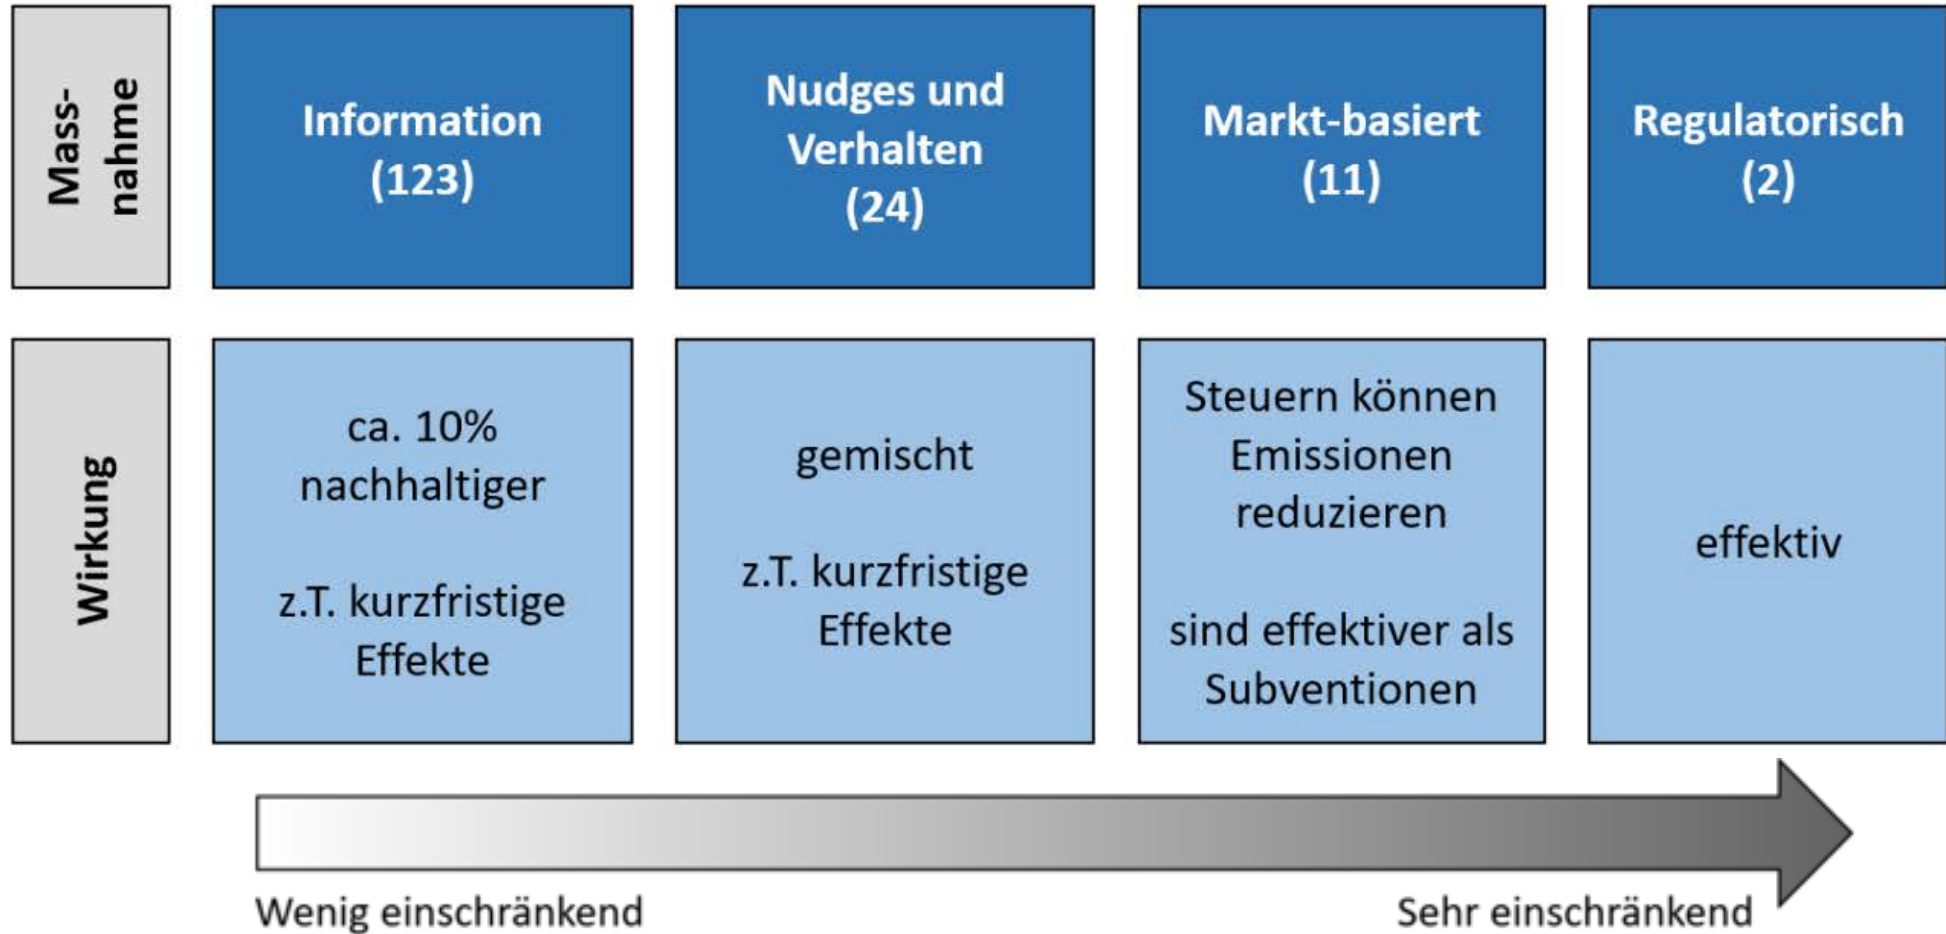 Mass-
nahme
Information
(123)
Nudges und
Verhalten
(24)
Markt-basiert
(11)
Regulatorisch
(2)
Wirkung
ca. 10%
nachhaltiger
z.T. kurzfristige
Effekte
gemischt
z.T. kurzfristige
Effekte
Steuern können
Emissionen
reduzieren
sind effektiver als
Subventionen
effektiv
Wenig einschränkend
Sehr einschränkend